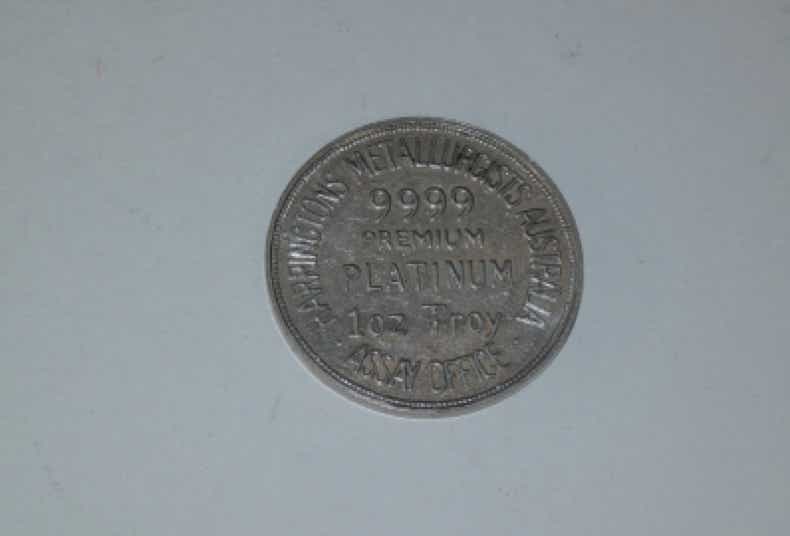 HARRINGTONS METALLURGISTS AUSTRALIA
9999
PREMIUM
PLATINUM
1oz Troy
ASSAY OFFICE